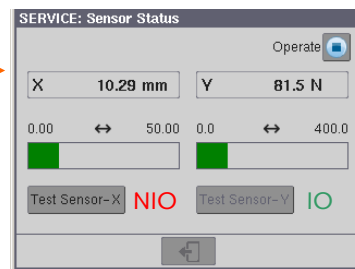 SERVICE: Sensor Status
Operate
X 10.29 mm Y 81.5 N
0.00 ↔ 50.00 0.0 ↔ 400.0
Test Sensor-X NIO Test Sensor-Y IO